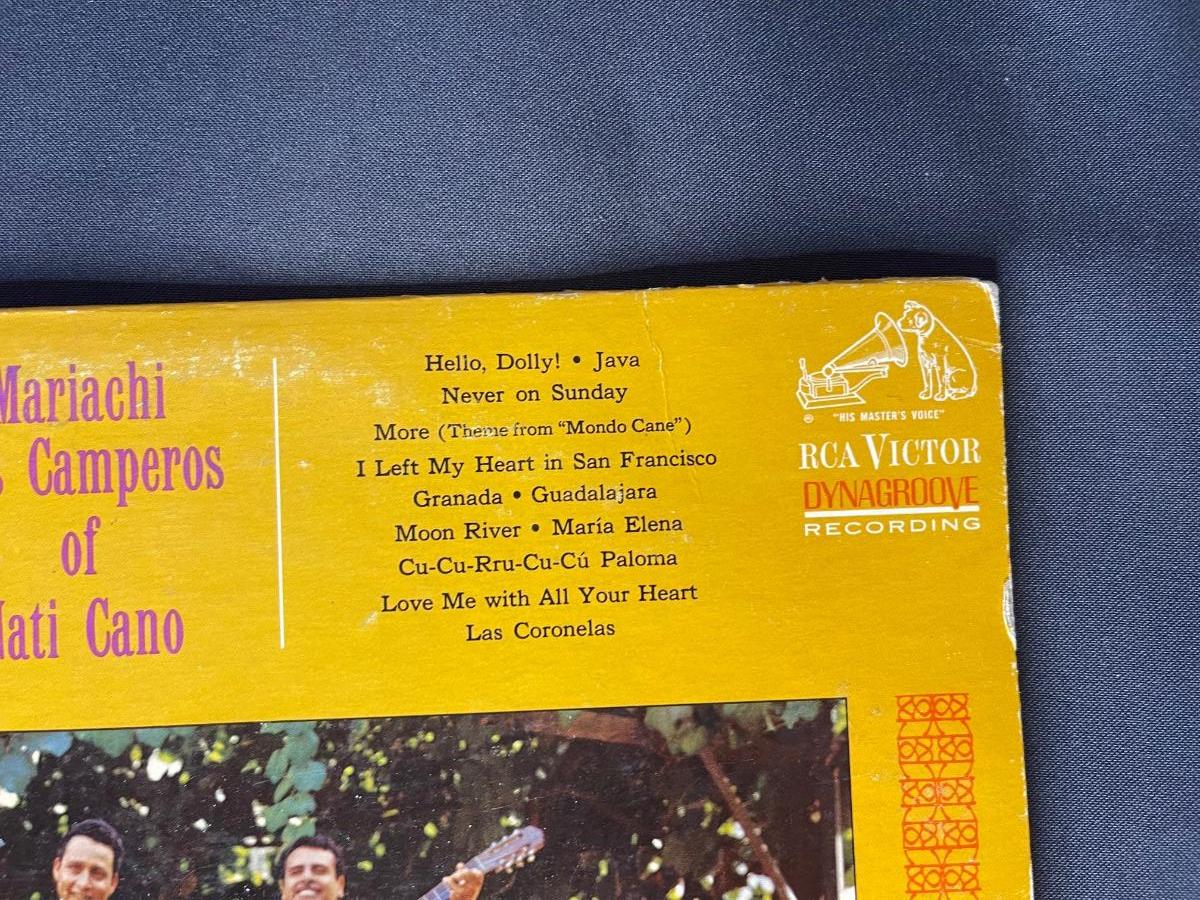 Mariachi
Camperos
of
Cano
Hello, Dolly! • Java
Never on Sunday
More (Theme from “Mondo Cane”)
I Left My Heart in San Francisco
Granada • Guadalajara
Moon River • María Elena
Cu-Cu-Rru-Cu-Cú Paloma
Love Me with All Your Heart
Las Coronelas
®
“HIS MASTER'S VOICE”
RCA VICTOR
DYNAGROOVE
RECORDING